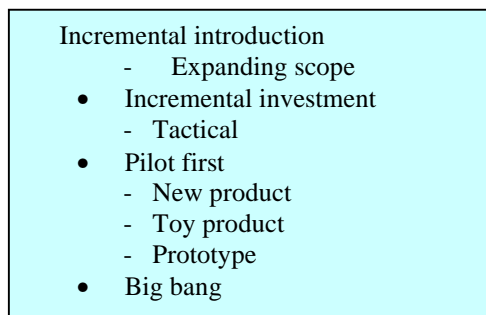 Incremental introduction
- Expanding scope
• Incremental investment
- Tactical
• Pilot first
- New product
- Toy product
- Prototype
• Big bang